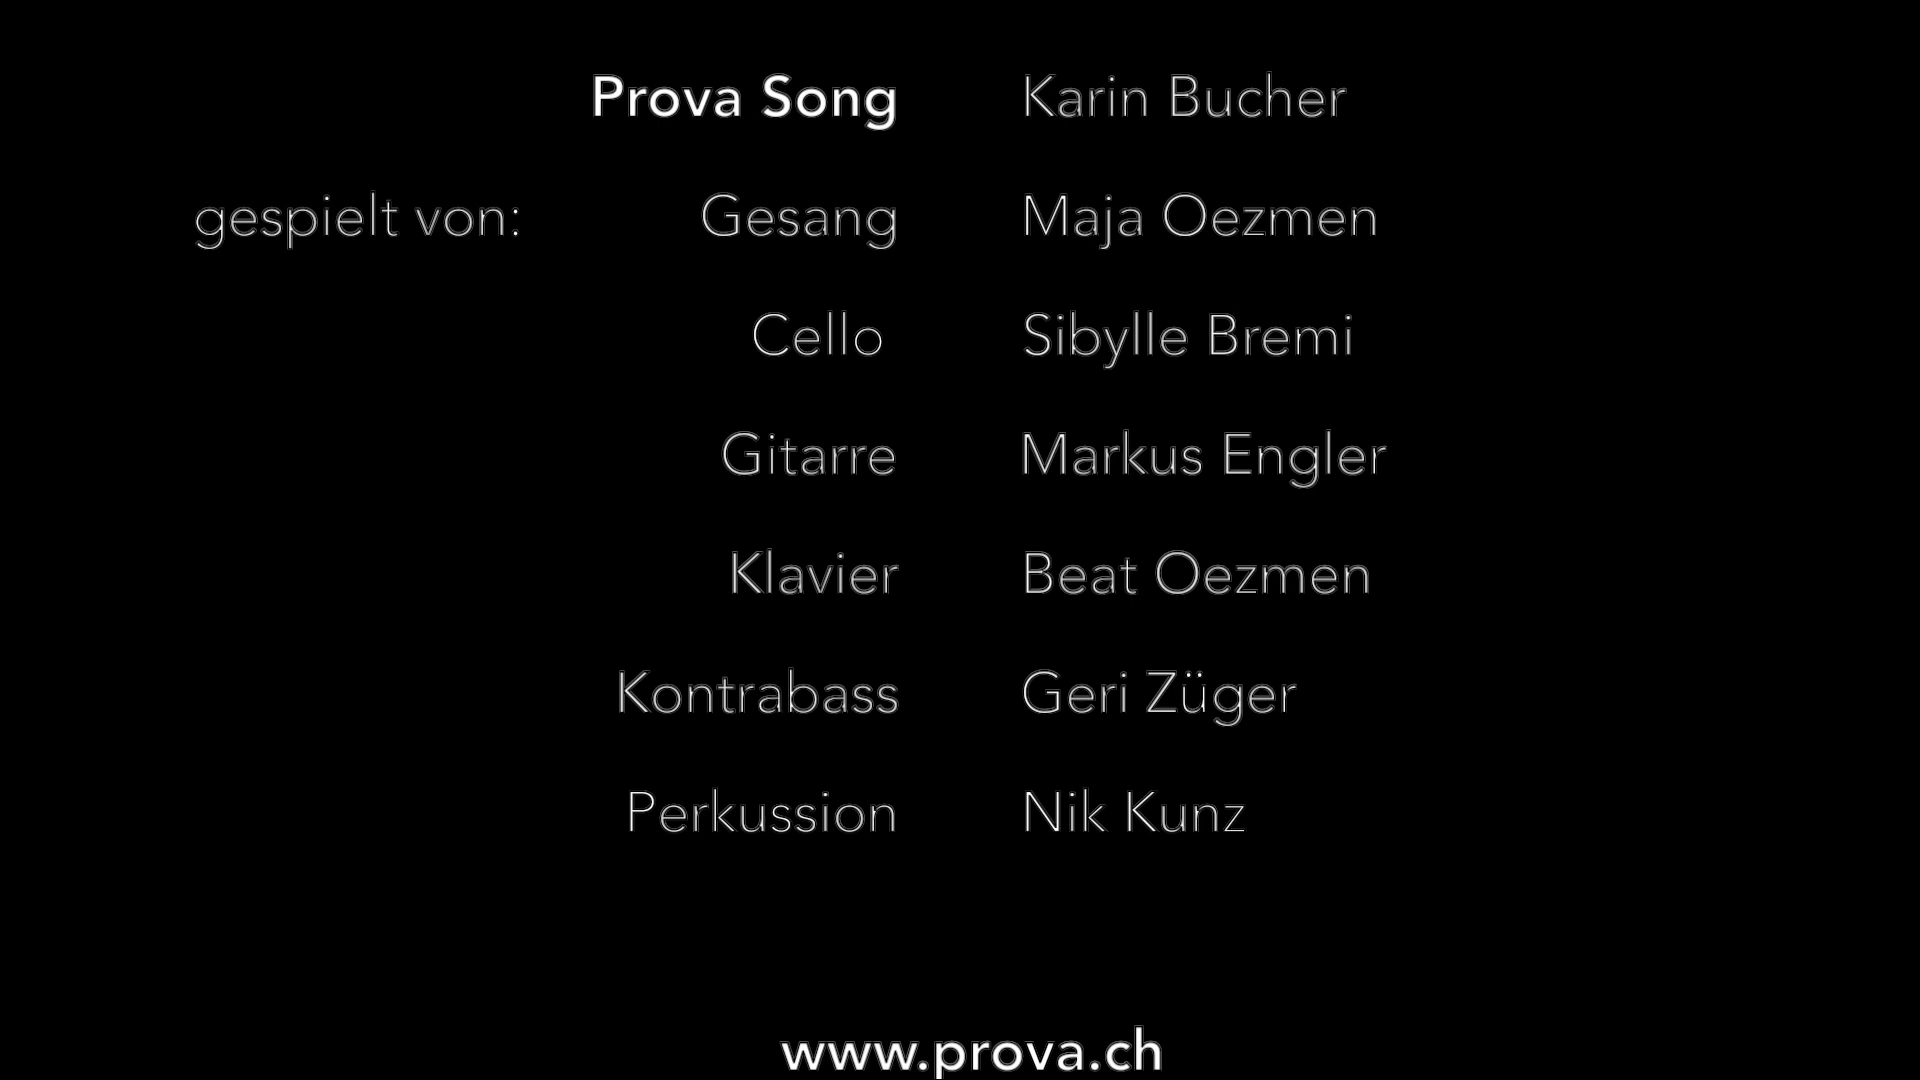 Prova Song Karin Bucher
gespielt von: Gesang Maja Oezmen
Cello Sibylle Bremi
Gitarre Markus Engler
Klavier Beat Oezmen
Kontrabass Geri Züger
Perkussion Nik Kunz
www.prova.ch